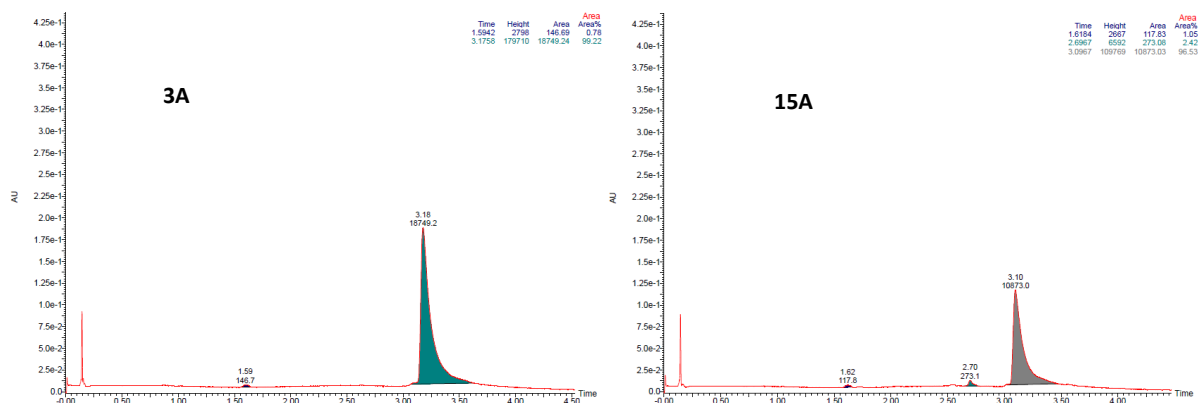 Area
Time Height Area Area%
1.5942 2798 146.69 0.78
3.1758 179710 18749.24 99.22
3A
AU
4.25e-1
4.0e-1
3.75e-1
3.5e-1
3.25e-1
3.0e-1
2.75e-1
2.5e-1
2.25e-1
2.0e-1
1.75e-1
1.5e-1
1.25e-1
1.0e-1
7.5e-2
5.0e-2
2.5e-2
0.0
3.18
18749.2
1.59
146.7
-0.00 0.50 1.00 1.50 2.00 2.50 3.00 3.50 4.00 4.50
Time
Area
Time Height Area Area%
1.6184 2667 117.83 1.05
2.6967 6592 273.08 2.42
3.0967 109769 10873.03 96.53
15A
AU
4.25e-1
4.0e-1
3.75e-1
3.5e-1
3.25e-1
3.0e-1
2.75e-1
2.5e-1
2.25e-1
2.0e-1
1.75e-1
1.5e-1
1.25e-1
1.0e-1
7.5e-2
5.0e-2
2.5e-2
0.0
3.10
10873.0
1.62
117.8
2.70
273.1
-0.00 0.50 1.00 1.50 2.00 2.50 3.00 3.50 4.00
Time